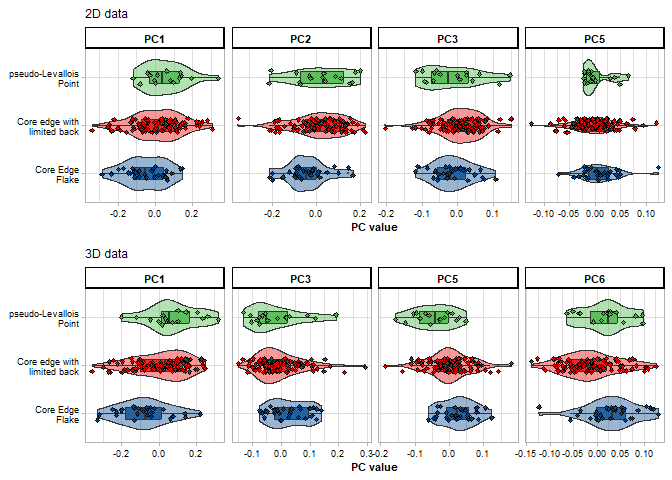 2D data
PC1 PC2 PC3 PC5
pseudo-Levallois
Point
Core edge with
limited back
Core Edge
Flake
-0.2 0.0 0.2 -0.2 0.0 0.2 -0.2 -0.1 0.0 0.1 -0.10 -0.05 0.00 0.05 0.10
PC value
3D data
PC1 PC3 PC5 PC6
pseudo-Levallois
Point
Core edge with
limited back
Core Edge
Flake
-0.2 0.0 0.2 -0.1 0.0 0.1 0.2 0.3 -0.2 -0.1 0.0 0.1 -0.15 -0.10 -0.05 0.00 0.05 0.10
PC value